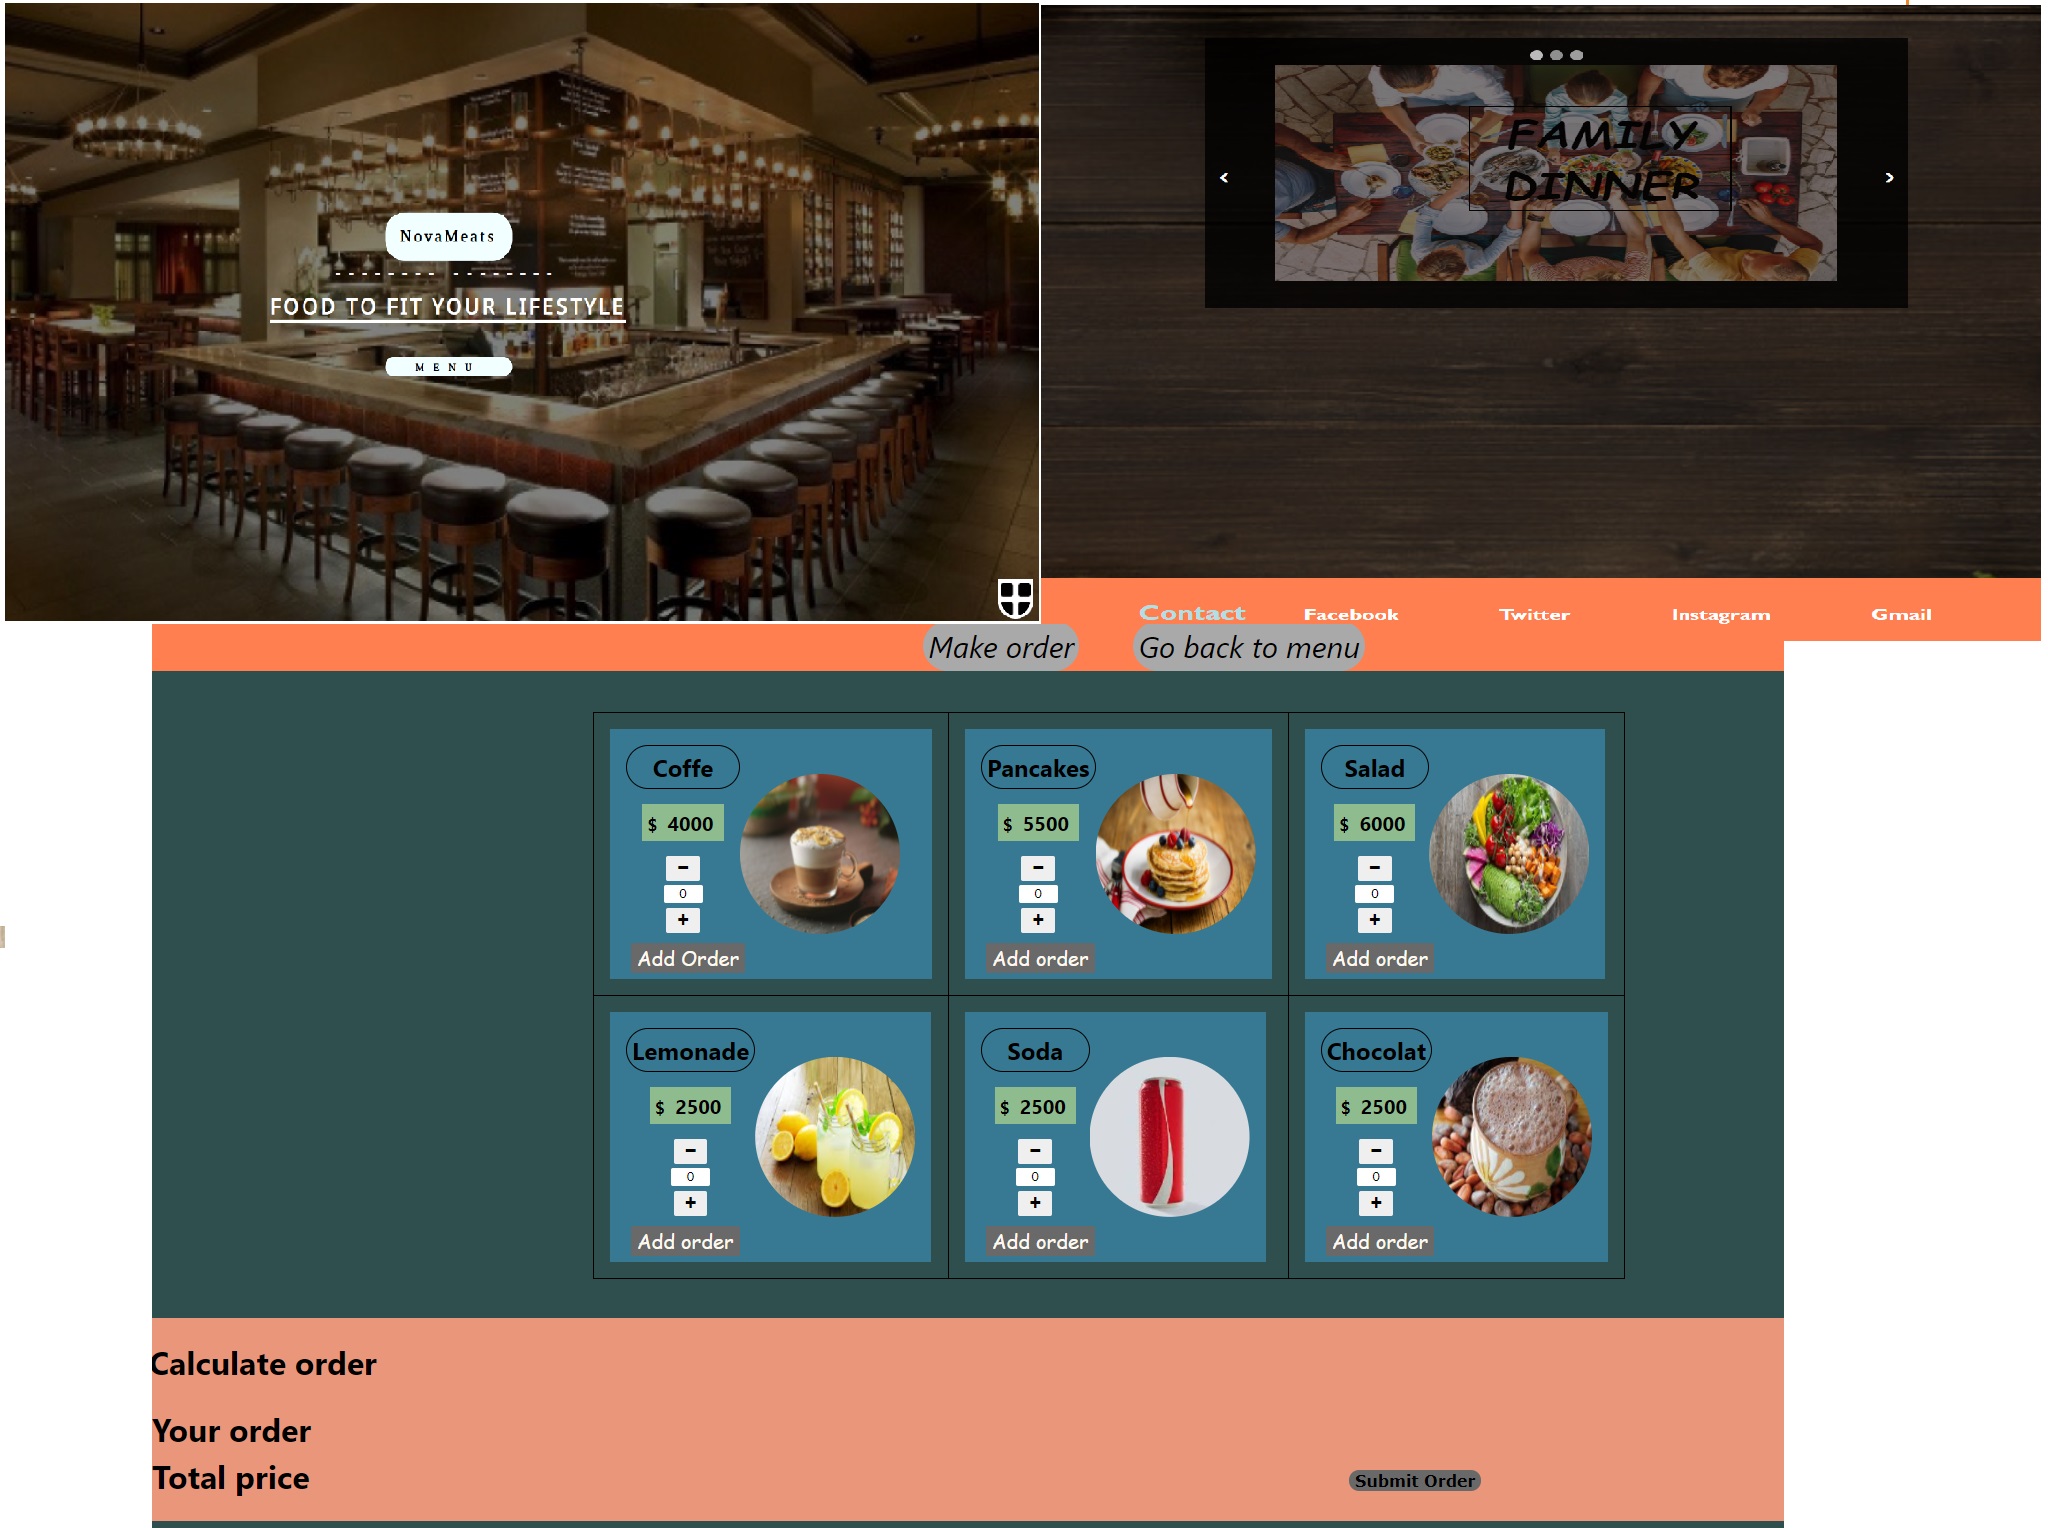 NovaMeats
-------- --------
FOOD TO FIT YOUR LIFESTYLE
MENU
<
FAMILY
DINNER
>
Contact
Facebook
Twitter
Instagram
Gmail
Make order
Go back to menu
Coffe
$ 4000
-
0
+
Add Order
Pancakes
$ 5500
-
0
+
Add order
Salad
$ 6000
-
0
+
Add order
Lemonade
$ 2500
-
0
+
Add order
Soda
$ 2500
-
0
+
Add order
Chocolat
$ 2500
-
0
+
Add order
Calculate order
Your order
Total price
Submit Order